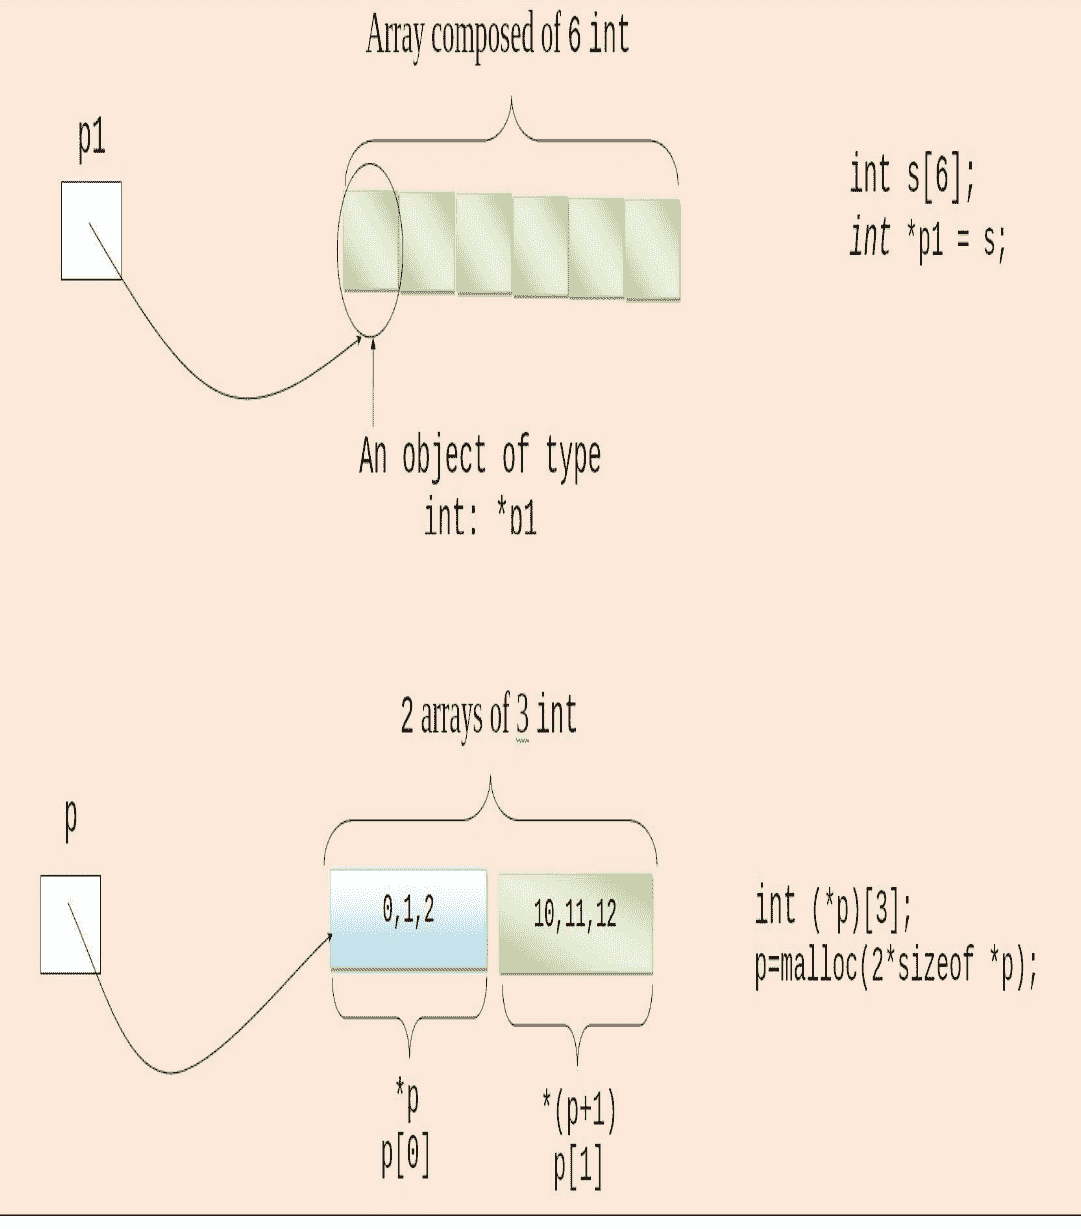 Array composed of 6 int
p1
int s[6];
int *p1 = s;
An object of type
int: *p1
2 arrays of 3 int
p
0,1,2
10,11,12
int (*p)[3];
p=malloc(2*sizeof *p);
*p
p[0]
*(p+1)
p[1]